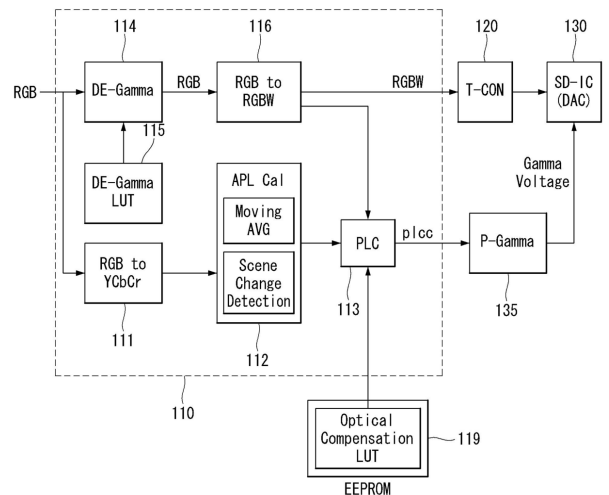 114
116
120
130
RGB
DE-Gamma
RGB
RGB to
RGBW
RGBW
T-CON
SD-IC
(DAC)
115
DE-Gamma
LUT
APL Cal
Moving
AVG
Gamma
Voltage
RGB to
YCbCr
Scene
Change
Detection
PLC
plcc
P-Gamma
111
112
113
135
110
Optical
Compensation
LUT
119
EEPROM